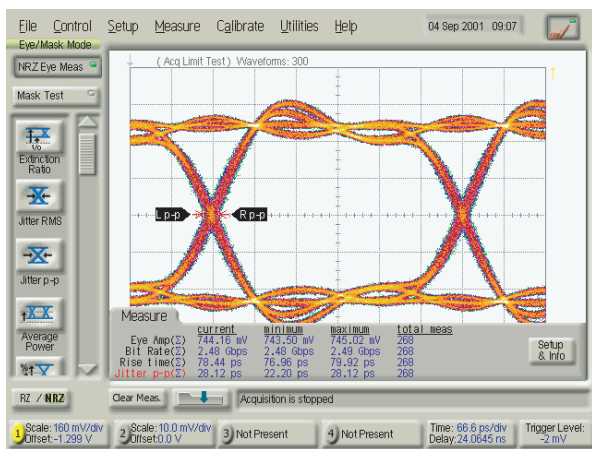 File Control Setup Measure Calibrate Utilities Help 04 Sep 2001 09:07
Eye/Mask Mode
NRZ Eye Meas
( Acq Limit Test ) Waveforms: 300
Mask Test
Extinction
Ratio
Jitter RMS
L p-p R p-p
Jitter p-p
Average
Power
Measure
current minimum maximum total meas
Eye Amp(Σ) 744.16 mV 743.50 mV 745.02 mV 268
Bit Rate(Σ) 2.48 Gbps 2.48 Gbps 2.49 Gbps 268
Rise time(Σ) 78.44 ps 76.96 ps 79.92 ps 268
Jitter p-p(Σ) 28.12 ps 22.20 ps 28.12 ps 268
Setup
& Info
RZ / NRZ
Clear Meas.
Acquisition is stopped
1 Scale: 160 mV/div
Offset: -1.299 V
2 Scale: 10.0 mV/div
Offset: 0.0 V
3 Not Present
4 Not Present
Time: 66.6 ps/div
Delay: 24.0645 ns
Trigger Level:
-2 mV